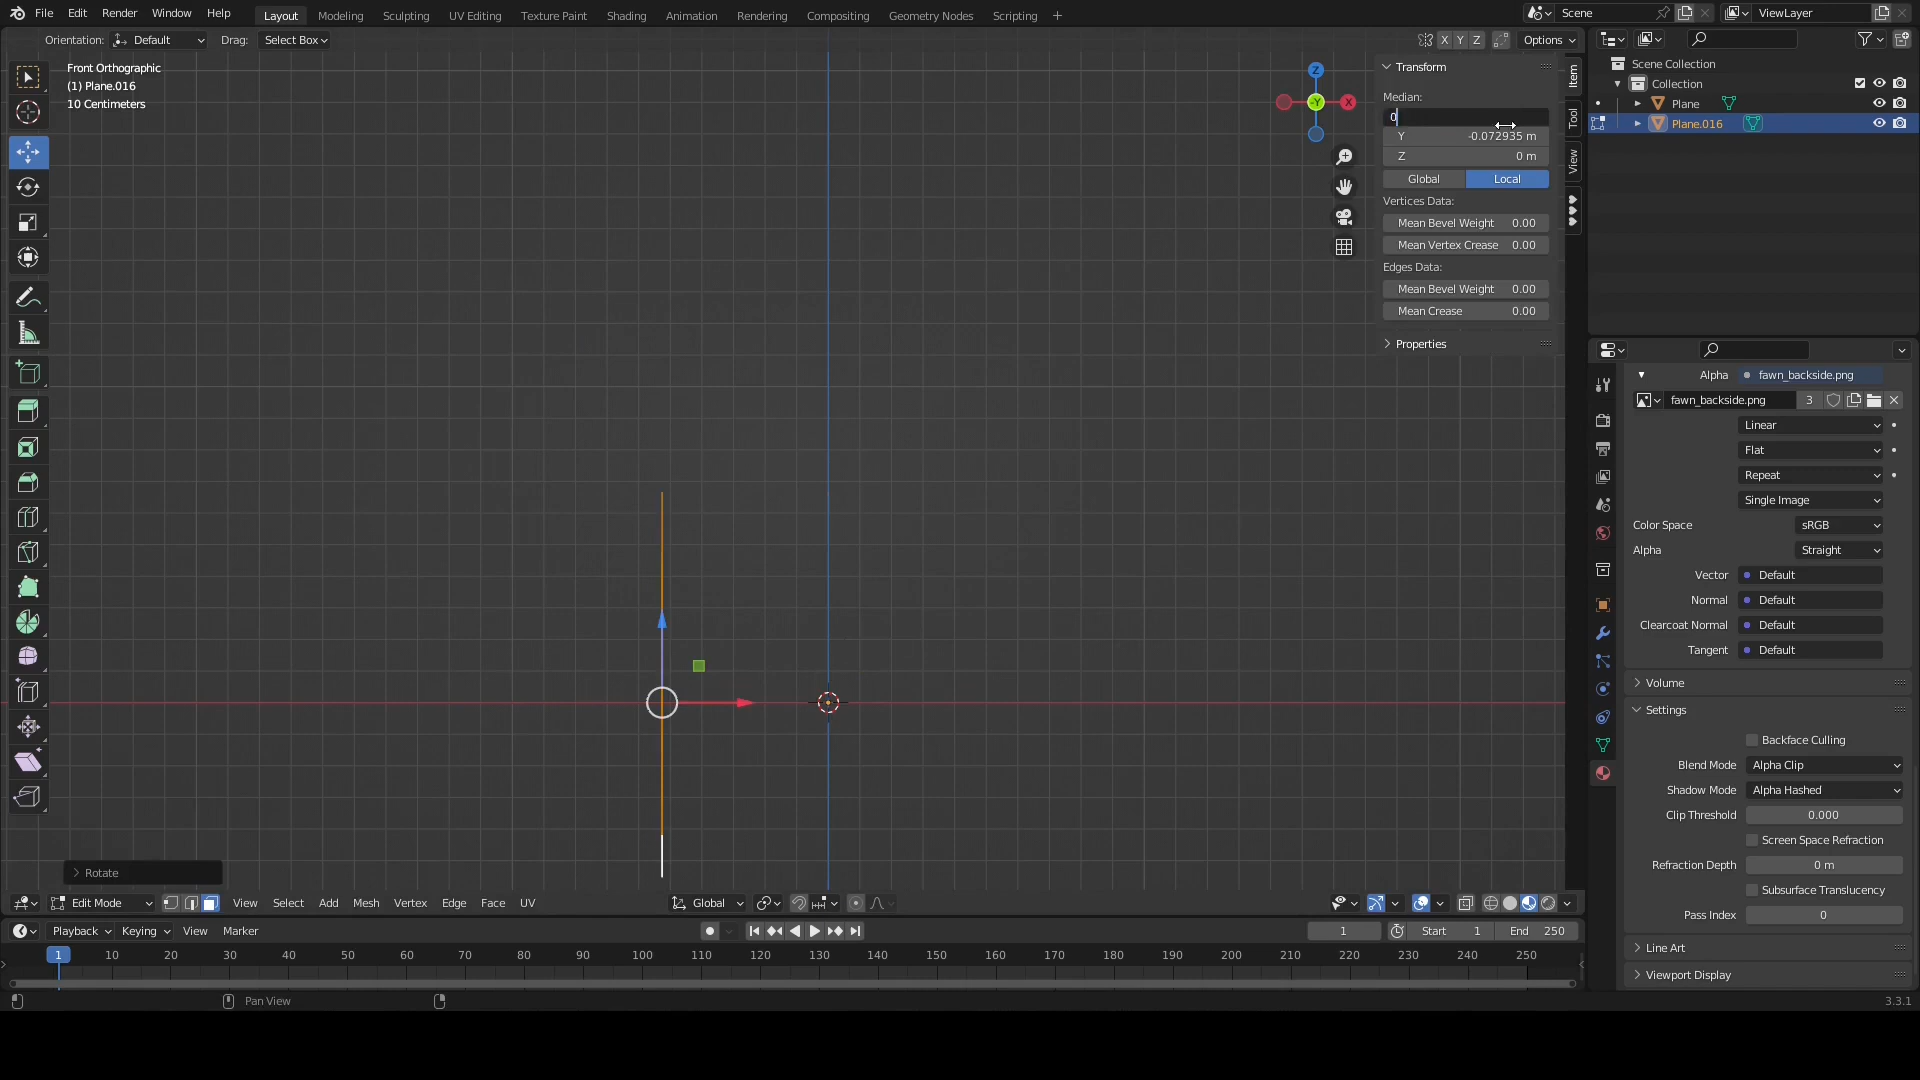 File Edit Render Window Help Layout Modeling Sculpting UV Editing Texture Paint Shading Animation Rendering Compositing Geometry Nodes Scripting + Scene ViewLayer
Orientation: Default Drag: Select Box X Y Z Options
Front Orthographic
(1) Plane.016
10 Centimeters
Z
-Y
X
Transform
Median:
0
Y -0.072935 m
Z 0 m
Global Local
Vertices Data:
Mean Bevel Weight 0.00
Mean Vertex Crease 0.00
Edges Data:
Mean Bevel Weight 0.00
Mean Crease 0.00
Properties
Item
Tool
View
Scene Collection
Collection
Plane
Plane.016
Alpha fawn_backside.png
fawn_backside.png 3
Linear
Flat
Repeat
Single Image
Color Space sRGB
Alpha Straight
Vector Default
Normal Default
Clearcoat Normal Default
Tangent Default
Volume
Settings
Backface Culling
Blend Mode Alpha Clip
Shadow Mode Alpha Hashed
Clip Threshold 0.000
Screen Space Refraction
Refraction Depth 0 m
Subsurface Translucency
Pass Index 0
Line Art
Viewport Display
Rotate
Edit Mode View Select Add Mesh Vertex Edge Face UV Global
Playback Keying View Marker 1 Start 1 End 250
1 10 20 30 40 50 60 70 80 90 100 110 120 130 140 150 160 170 180 190 200 210 220 230 240 250
Pan View 3.3.1